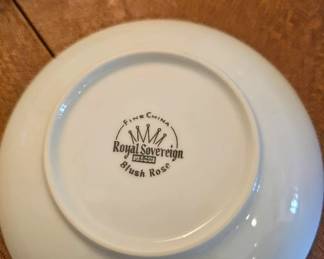 FINE CHINA
Royal Sovereign
Blush Rose